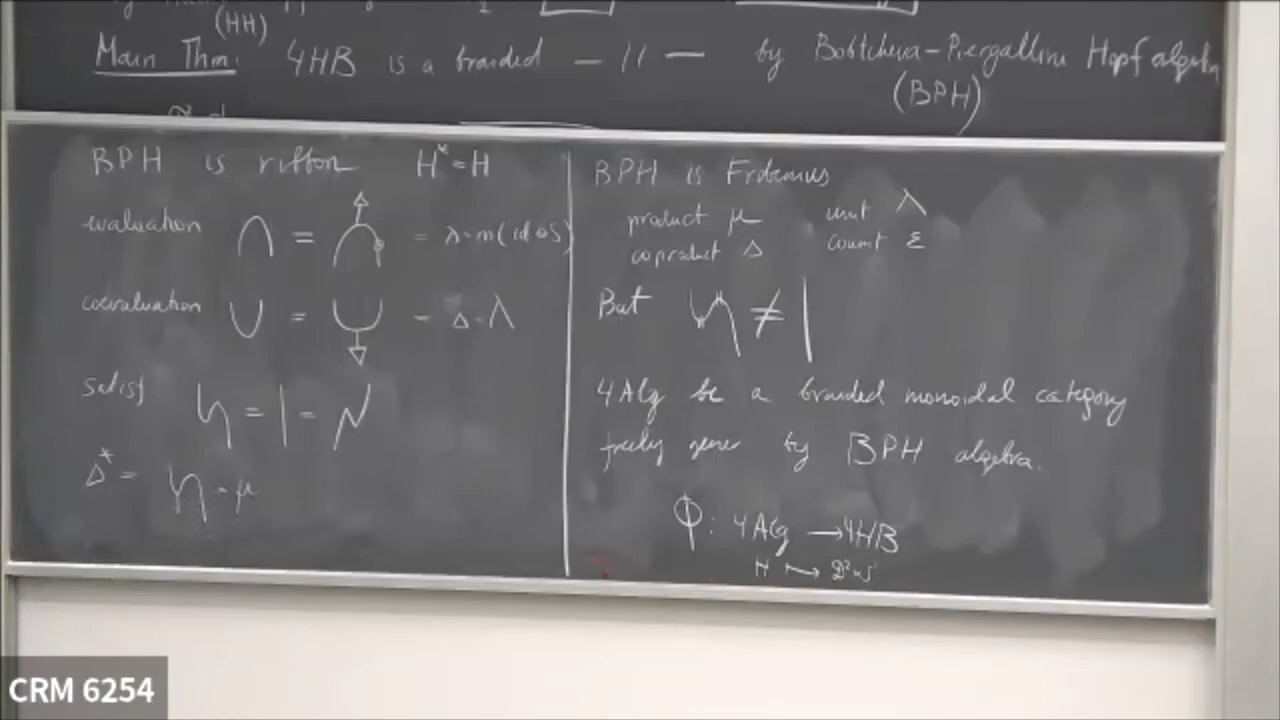 (HH)
Main Thm: 4HB is a braided — // — by Bobtcheva-Piergallini Hopf algebra
(BPH)
BPH is ribbon H* = H
evaluation ∩ = = λ∘m(id⊗S)
coevaluation ∪ = = Δ∘λ
satisf = | =
Δ* = = μ
BPH is Frobenius
product μ unit λ
coproduct Δ counit ε
But ≠ |
4Alg be a braided monoidal category
freely gener by BPH algebra.
Φ: 4Alg → 4HB
H ↦
CRM 6254